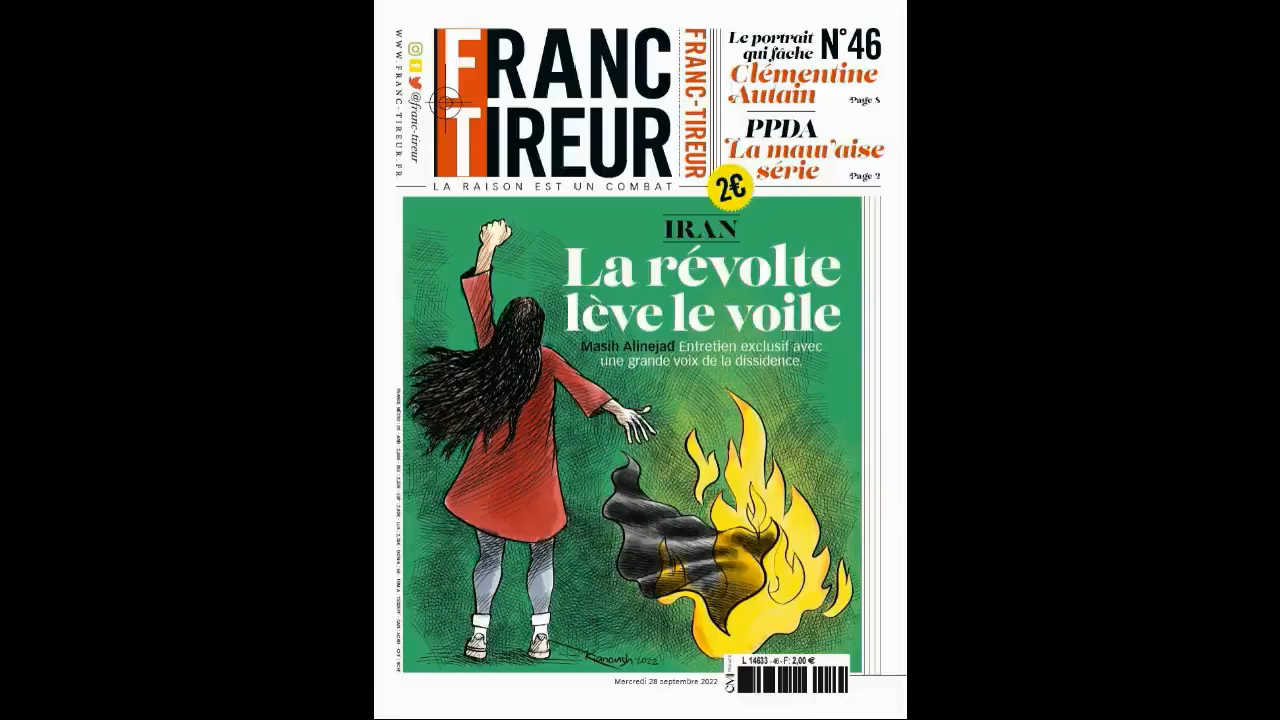 WWW.FRANC-TIREUR.FR
@franc-tireur
FRANC
TIREUR
LA RAISON EST UN COMBAT
FRANC-TIREUR
Le portrait
qui fâche
N°46
Clémentine
Autain
Page 8
PPDA
La mauvaise
série
Page 2
2€
IRAN
La révolte
lève le voile
Masih Alinejad Entretien exclusif avec
une grande voix de la dissidence.
Kianoush 2022
Mercredi 28 septembre 2022
CMI FRANCE
L 14633 - 46 - F: 2,00 €